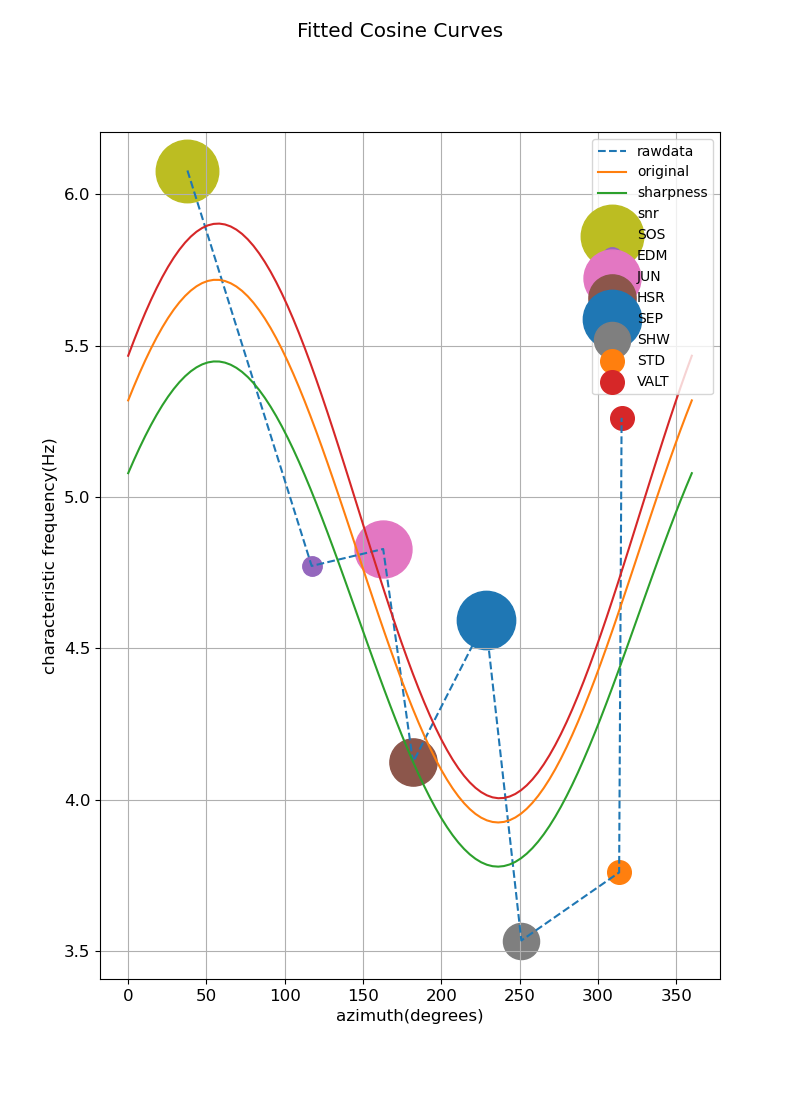 Fitted Cosine Curves
rawdata
original
sharpness
snr
SOS
EDM
JUN
HSR
SEP
SHW
STD
VALT
characteristic frequency(Hz)
6.0
5.5
5.0
4.5
4.0
3.5
0 50 100 150 200 250 300 350
azimuth(degrees)